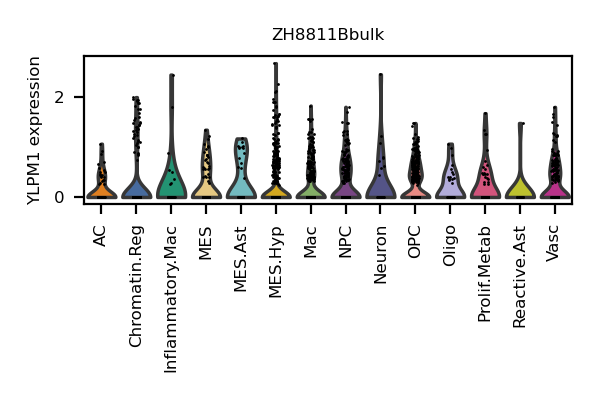 ZH8811Bbulk
YLPM1 expression
2
0
AC
Chromatin.Reg
Inflammatory.Mac
MES
MES.Ast
MES.Hyp
Mac
NPC
Neuron
OPC
Oligo
Prolif.Metab
Reactive.Ast
Vasc